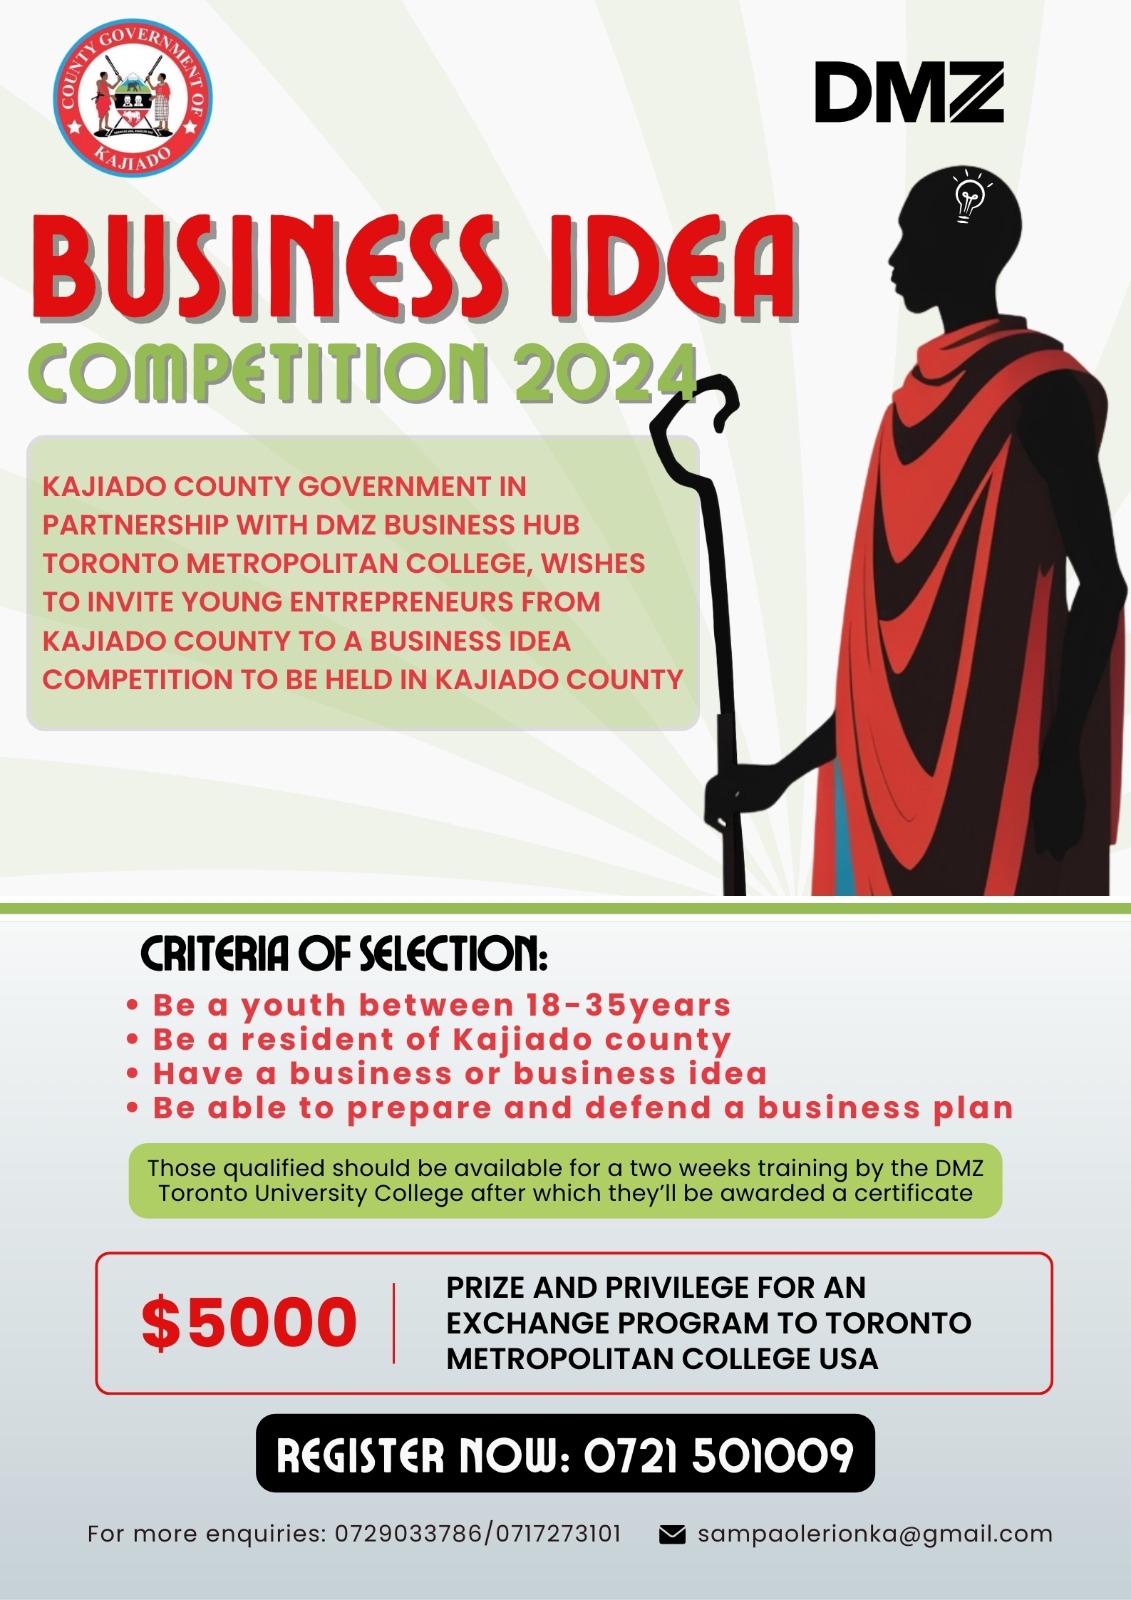 COUNTY GOVERNMENT OF
KAJIADO
DMZ
BUSINESS IDEA
COMPETITION 2024
KAJIADO COUNTY GOVERNMENT IN
PARTNERSHIP WITH DMZ BUSINESS HUB
TORONTO METROPOLITAN COLLEGE, WISHES
TO INVITE YOUNG ENTREPRENEURS FROM
KAJIADO COUNTY TO A BUSINESS IDEA
COMPETITION TO BE HELD IN KAJIADO COUNTY
CRITERIA OF SELECTION:
• Be a youth between 18-35years
• Be a resident of Kajiado county
• Have a business or business idea
• Be able to prepare and defend a business plan
Those qualified should be available for a two weeks training by the DMZ
Toronto University College after which they'll be awarded a certificate
$5000
PRIZE AND PRIVILEGE FOR AN
EXCHANGE PROGRAM TO TORONTO
METROPOLITAN COLLEGE USA
REGISTER NOW: 0721 501009
For more enquiries: 0729033786/0717273101
sampaolerionka@gmail.com